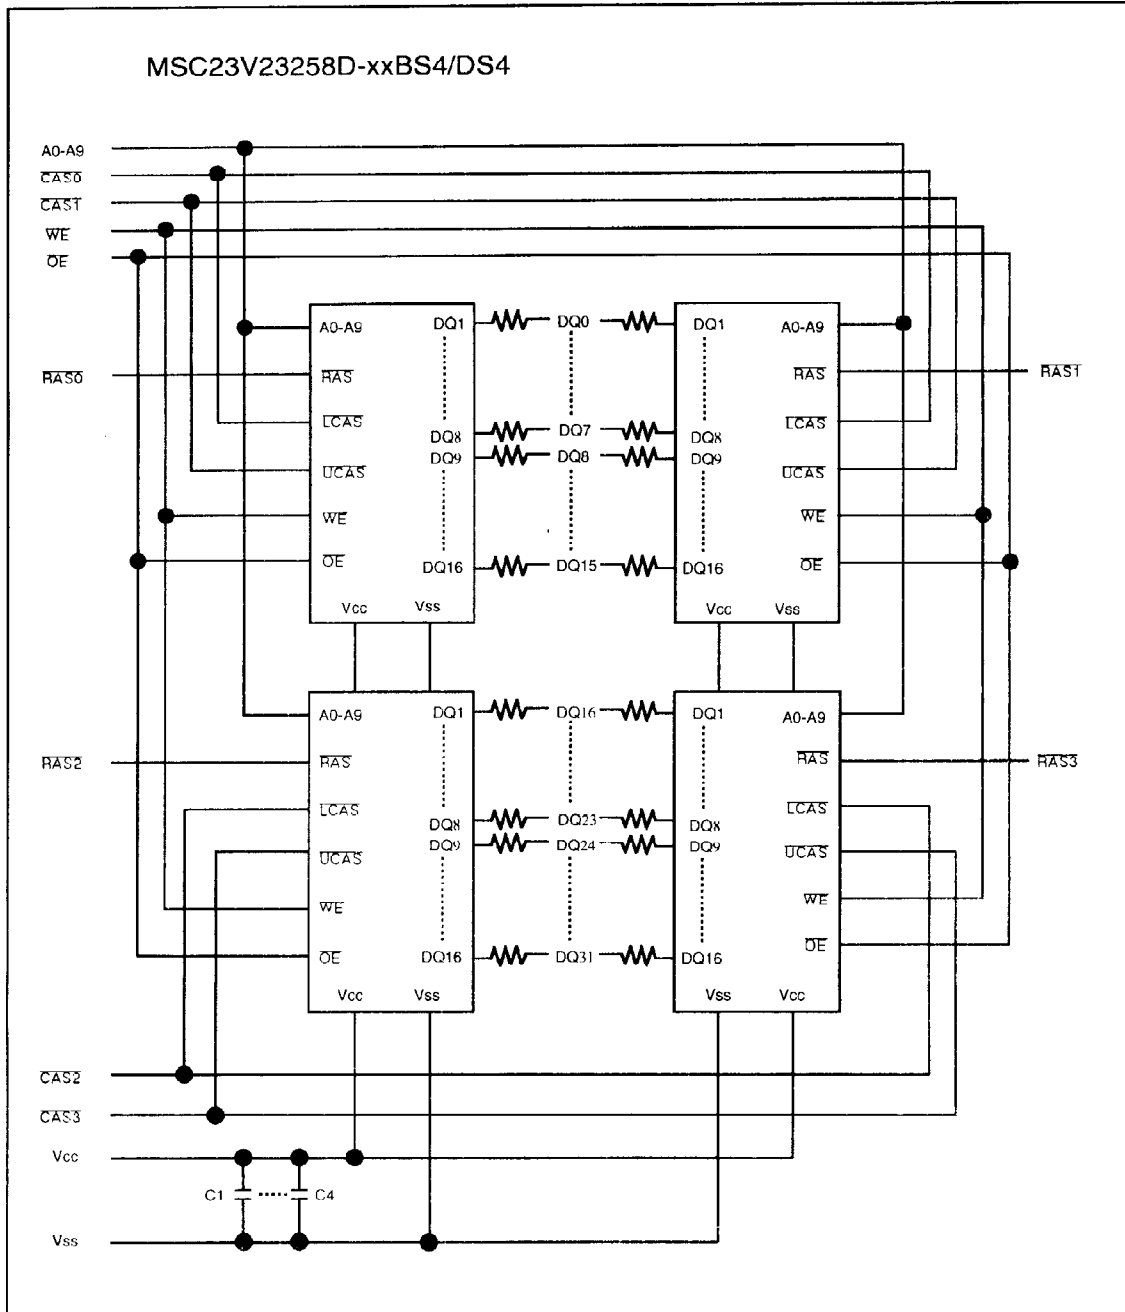 MSC23V23258D-xxBS4/DS4
A0-A9
CAS0
CAS1
WE
OE
A0-A9 DQ1 DQ0 DQ1 A0-A9
RAS0 RAS RAS RAS1
LCAS LCAS
DQ8 DQ7 DQ8
DQ9 DQ8 DQ9
UCAS UCAS
WE WE
OE DQ16 DQ15 DQ16 OE
Vcc Vss Vcc Vss
A0-A9 DQ1 DQ16 DQ1 A0-A9
RAS2 RAS RAS RAS3
LCAS LCAS
DQ8 DQ23 DQ8
DQ9 DQ24 DQ9
UCAS UCAS
WE WE
OE DQ16 DQ31 DQ16 OE
Vcc Vss Vss Vcc
CAS2
CAS3
Vcc
C1 C4
Vss